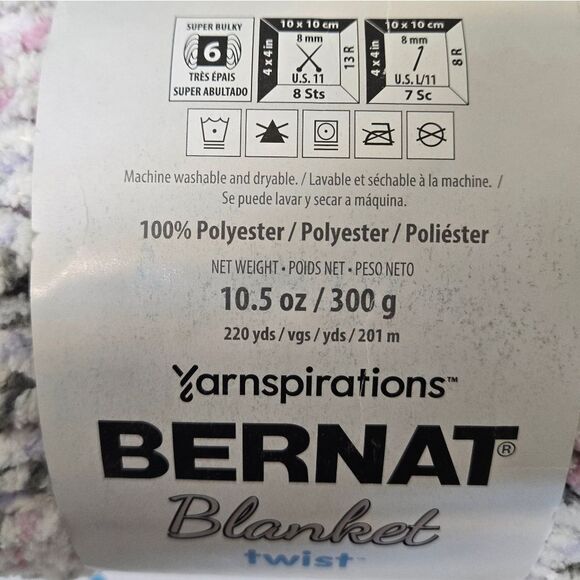 SUPER BULKY
6
TRÈS ÉPAIS
SUPER ABULTADO
10 x 10 cm
4 x 4 in
8 mm
13 R
U.S. 11
8 Sts
10 x 10 cm
4 x 4 in
8 mm
8 R
U.S. L/11
7 Sc
Machine washable and dryable. / Lavable et séchable à la machine. /
Se puede lavar y secar a máquina.
100% Polyester / Polyester / Poliéster
NET WEIGHT • POIDS NET • PESO NETO
10.5 oz / 300 g
220 yds / vgs / yds / 201 m
Yarnspirations™
BERNAT®
Blanket
twist™